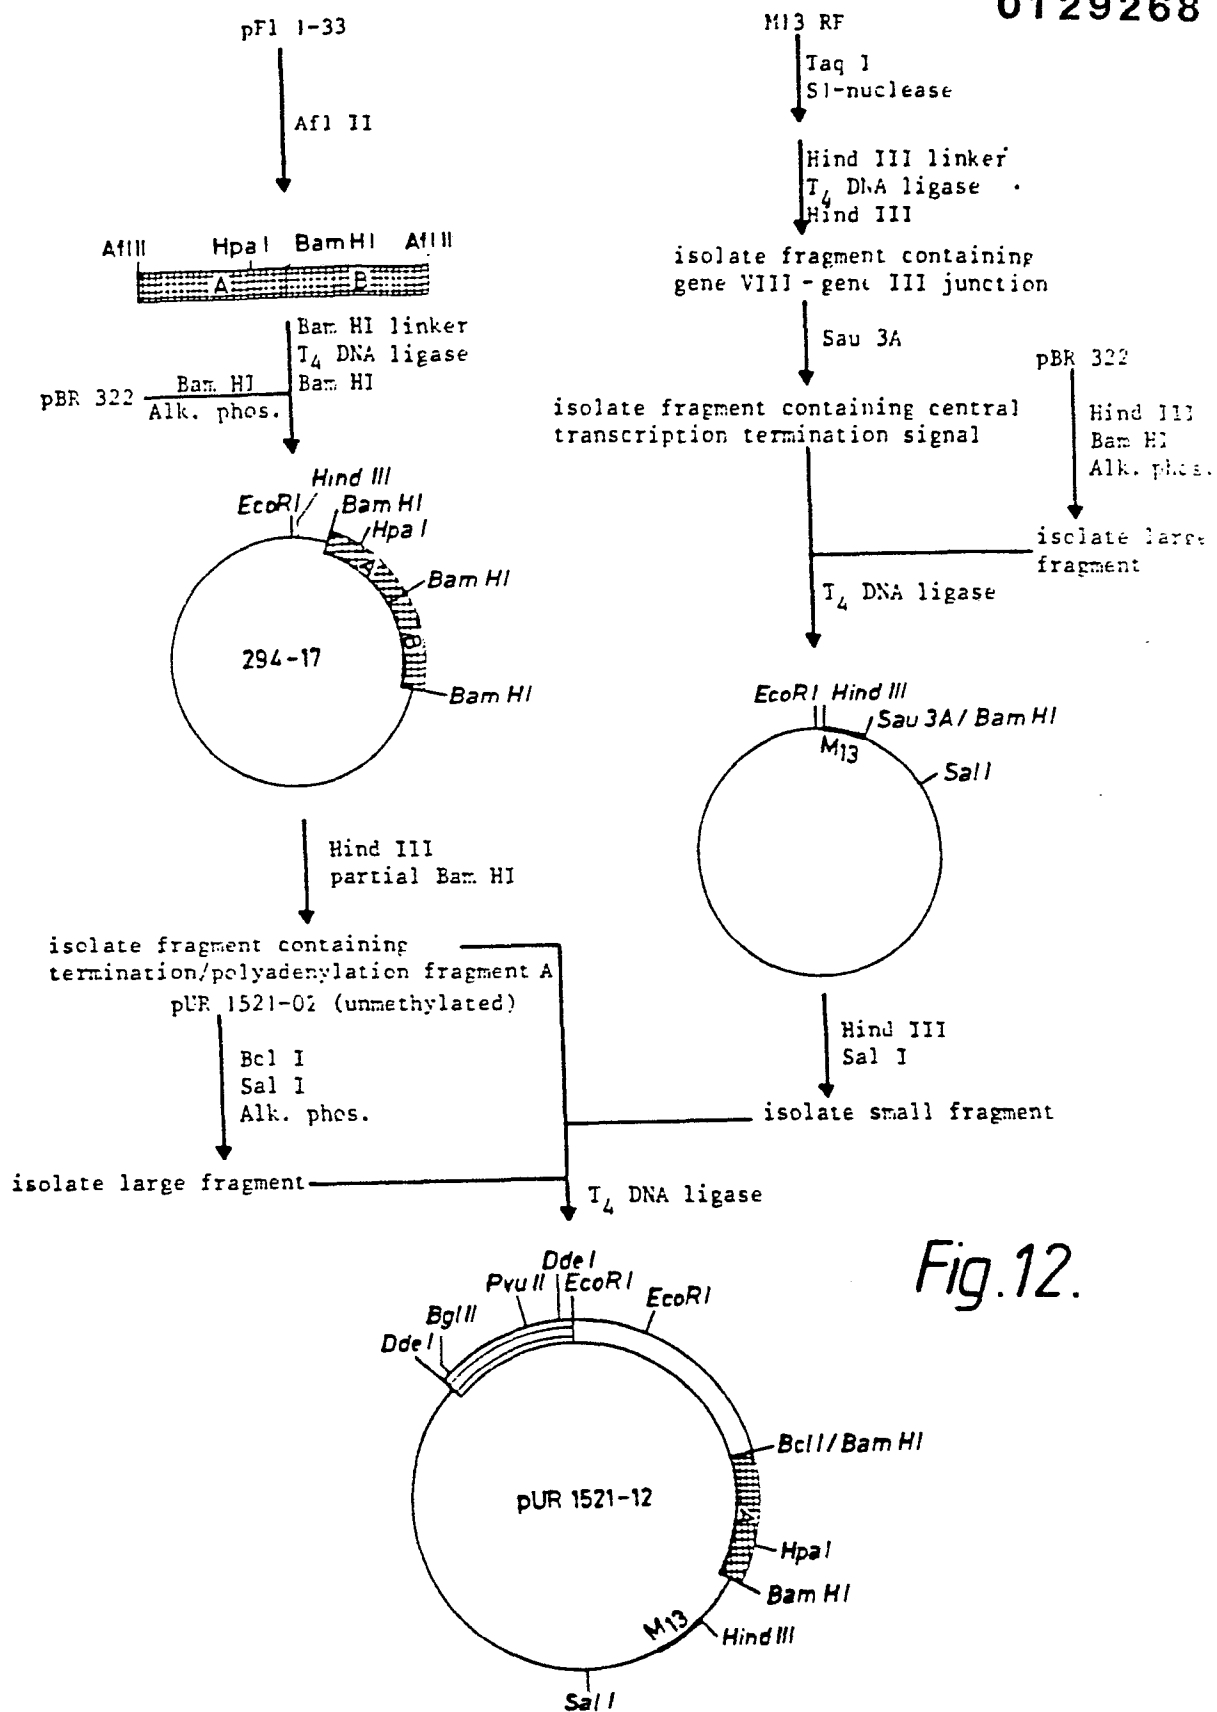 0129268
pF1 1-33
Afl II
AflII HpaI BamHI AflII
A B
Bam HI linker
T4 DNA ligase
Bam HI
pBR 322
Bam HI
Alk. phos.
Hind III
EcoRI
Bam HI
Hpa I
Bam HI
A
A
B
294-17
Bam HI
Hind III
partial Bam HI
isolate fragment containing
termination/polyadenylation fragment A
pUR 1521-02 (unmethylated)
Bcl I
Sal I
Alk. phos.
isolate large fragment
M13 RF
Taq I
S1-nuclease
Hind III linker
T4 DNA ligase
Hind III
isolate fragment containing
gene VIII - gene III junction
Sau 3A
isolate fragment containing central
transcription termination signal
pBR 322
Hind III
Bam HI
Alk. phos.
isolate large
fragment
T4 DNA ligase
EcoRI Hind III
Sau 3A / Bam HI
M13
Sal I
Hind III
Sal I
isolate small fragment
T4 DNA ligase
Fig.12.
Dde I
Pvu II
EcoRI
EcoRI
Bgl II
Dde I
Bcl I / Bam HI
pUR 1521-12
A
Hpa I
Bam HI
M13
Hind III
Sal I